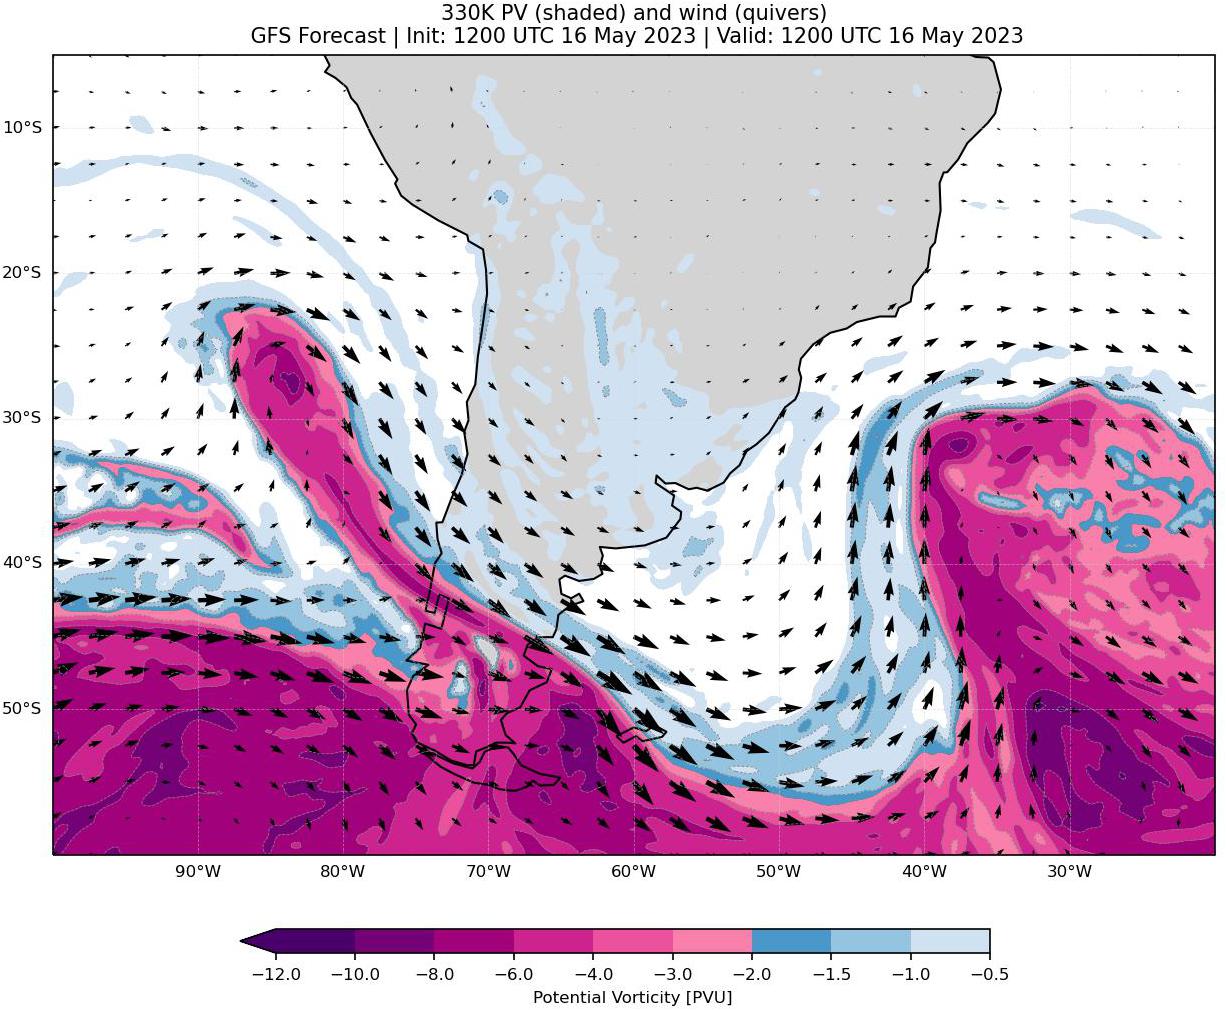 330K PV (shaded) and wind (quivers)
GFS Forecast | Init: 1200 UTC 16 May 2023 | Valid: 1200 UTC 16 May 2023
10°S
20°S
30°S
40°S
50°S
90°W 80°W 70°W 60°W 50°W 40°W 30°W
−12.0 −10.0 −8.0 −6.0 −4.0 −3.0 −2.0 −1.5 −1.0 −0.5
Potential Vorticity [PVU]